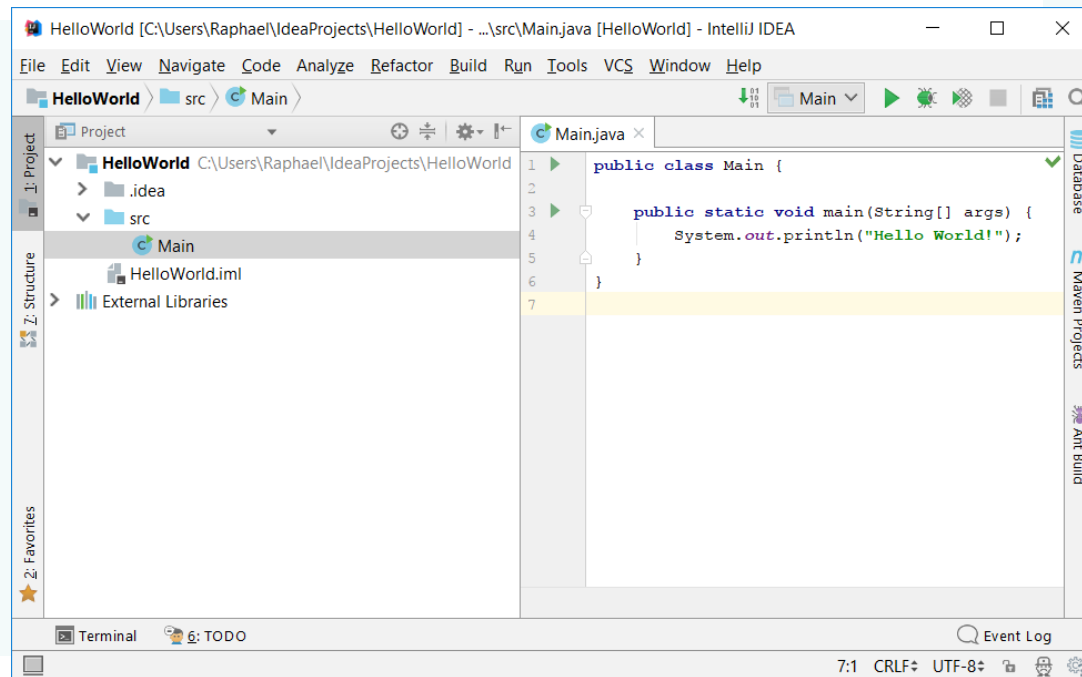 HelloWorld [C:\Users\Raphael\IdeaProjects\HelloWorld] - ...\src\Main.java [HelloWorld] - IntelliJ IDEA
File Edit View Navigate Code Analyze Refactor Build Run Tools VCS Window Help
HelloWorld src Main Main
1: Project
Project
Main.java
HelloWorld C:\Users\Raphael\IdeaProjects\HelloWorld
.idea
src
Main
HelloWorld.iml
External Libraries
Z: Structure
2: Favorites
1 public class Main {
2
3 public static void main(String[] args) {
4 System.out.println("Hello World!");
5 }
6 }
7
Database
Maven Projects
Ant Build
Terminal 6: TODO Event Log
7:1 CRLF UTF-8